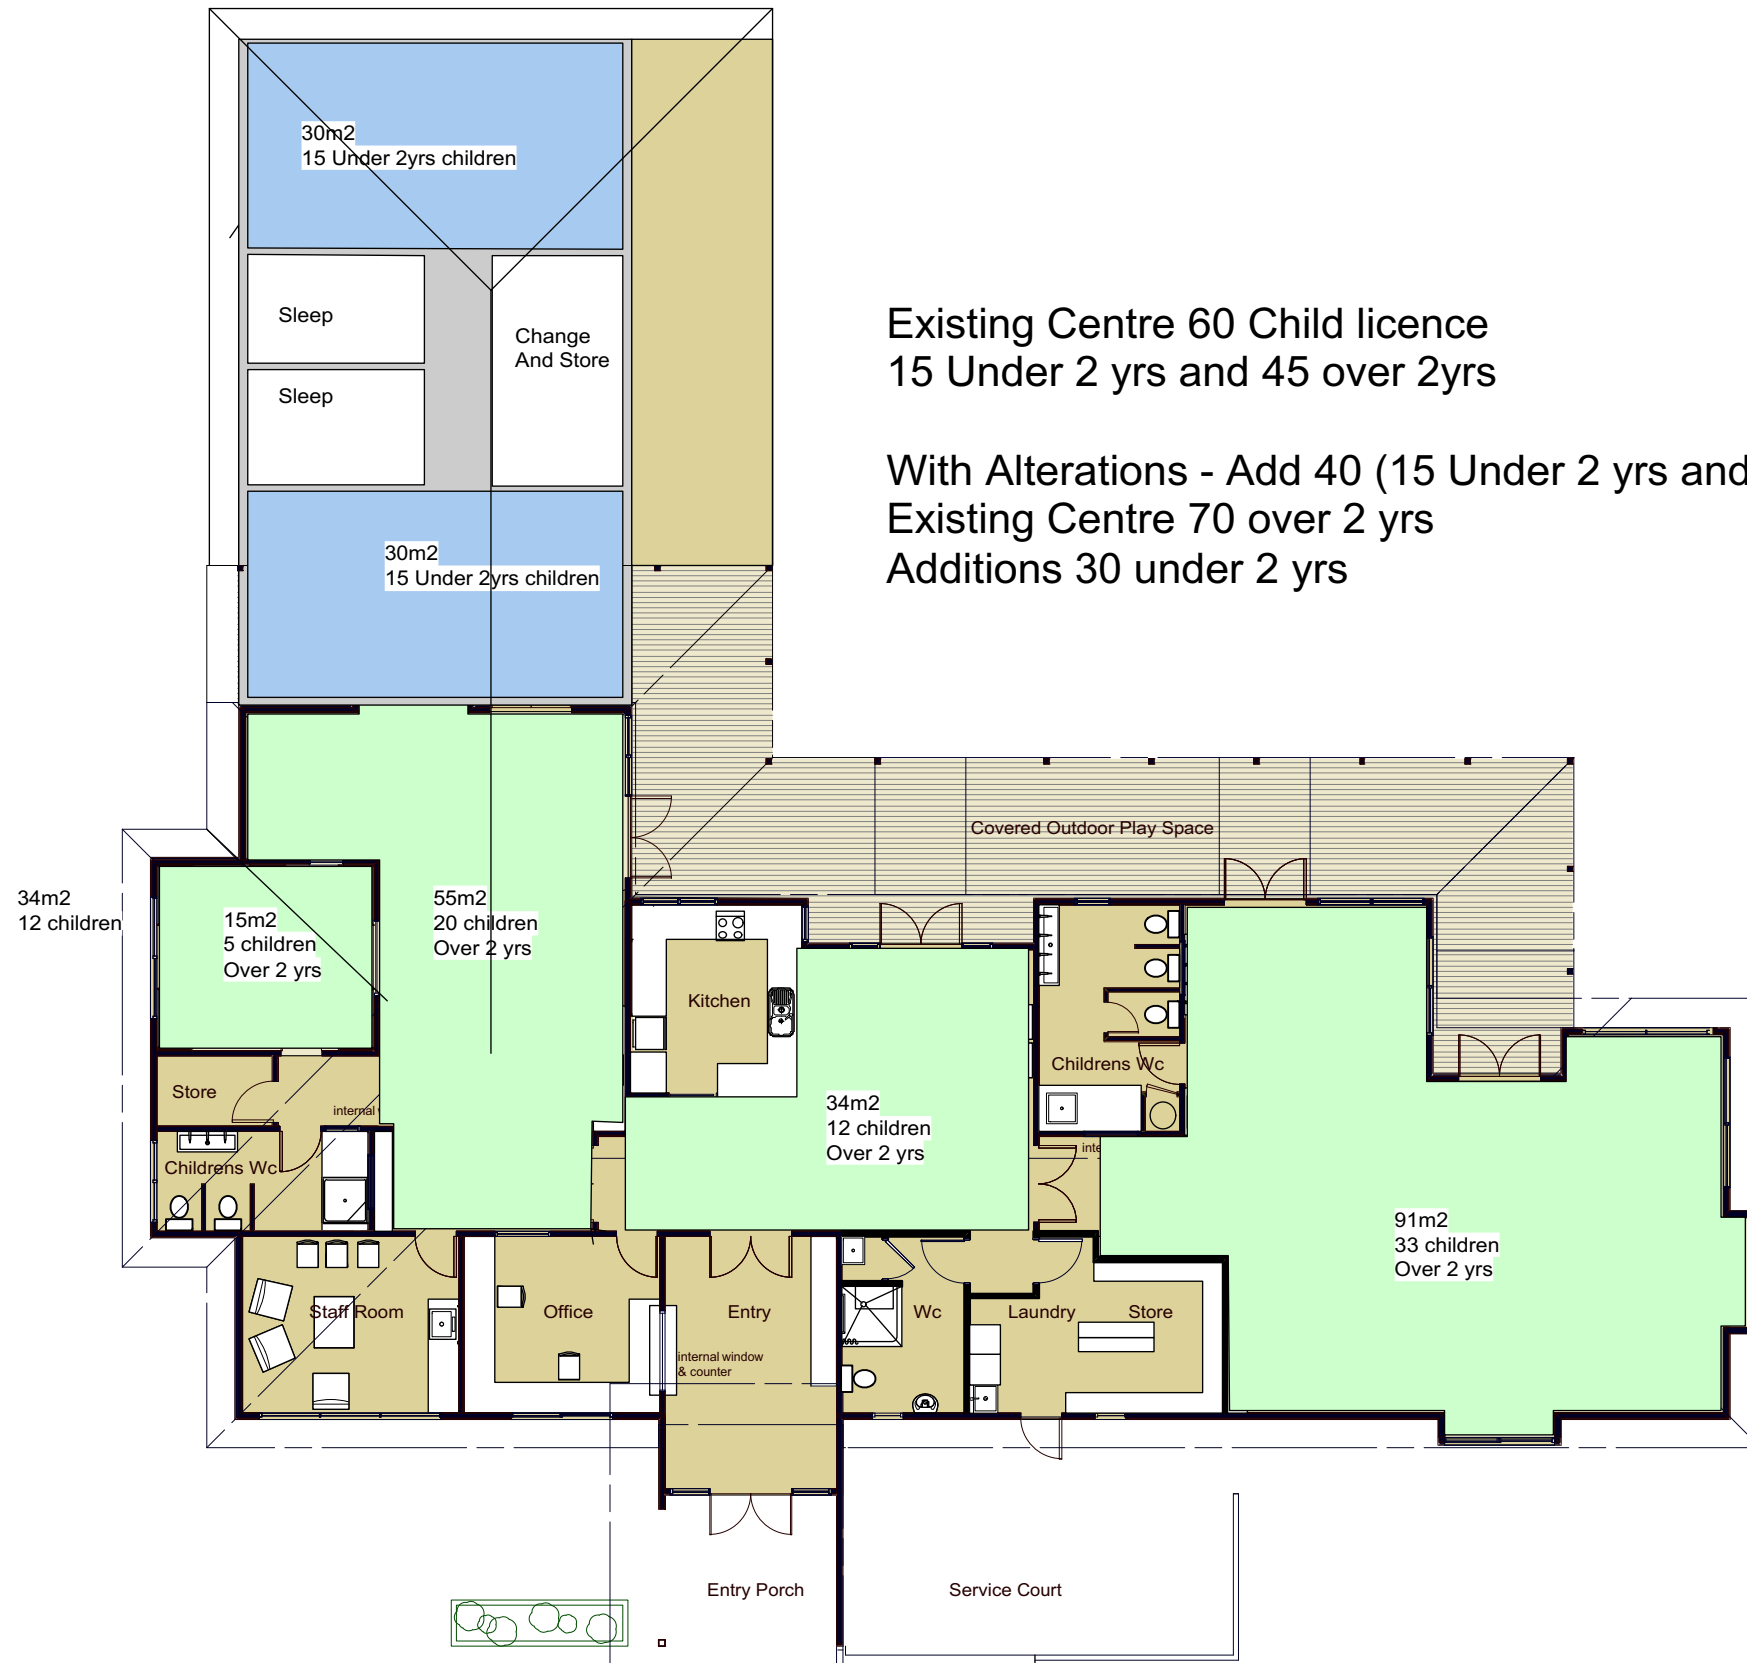 30m2
15 Under 2yrs children
Sleep
Change
And Store
Sleep
Existing Centre 60 Child licence
15 Under 2 yrs and 45 over 2yrs
With Alterations - Add 40 (15 Under 2 yrs and
Existing Centre 70 over 2 yrs
Additions 30 under 2 yrs
30m2
15 Under 2yrs children
Covered Outdoor Play Space
34m2
12 children
15m2
5 children
Over 2 yrs
55m2
20 children
Over 2 yrs
Kitchen
Childrens Wc
Store
internal
34m2
12 children
Over 2 yrs
Childrens Wc
inte
91m2
33 children
Over 2 yrs
Staff Room
Office
Entry
Wc
Laundry
Store
internal window
& counter
Entry Porch
Service Court